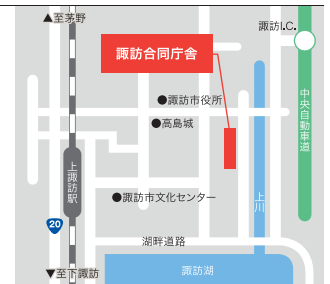 ▲至茅野
諏訪I.C.
諏訪合同庁舎
●諏訪市役所
●高島城
中央自動車道
上諏訪駅
●諏訪市文化センター
上川
20
湖畔道路
▼至下諏訪
諏訪湖